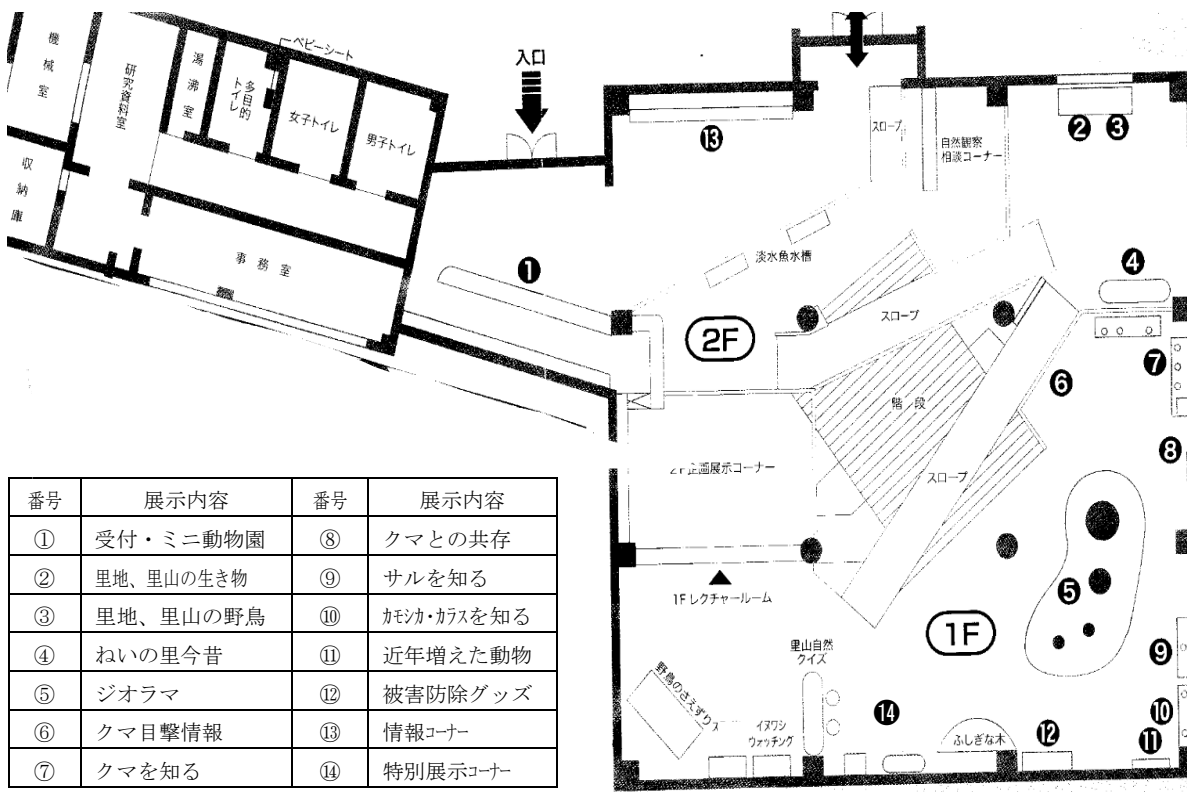 機械室
研究資料室
湯沸室
多目的
トイレ
ベビーシート
女子トイレ
男子トイレ
収納庫
事務室
入口
⓭
スロープ
自然観察
相談コーナー
❷ ❸
❶
淡水魚水槽
❹
2F
スロープ
❼
❻
階段
❽
2F企画展示コーナー
スロープ
❺
1Fレクチャールーム
1F
里山自然
クイズ
❾
野鳥のさえずり
イヌワシ
ウォッチング
⓮
ふしぎな木
⓬
❿
⓫
番号 展示内容 番号 展示内容
① 受付・ミニ動物園 ⑧ クマとの共存
② 里地、里山の生き物 ⑨ サルを知る
③ 里地、里山の野鳥 ⑩ カモシカ・カラスを知る
④ ねいの里今昔 ⑪ 近年増えた動物
⑤ ジオラマ ⑫ 被害防除グッズ
⑥ クマ目撃情報 ⑬ 情報コーナー
⑦ クマを知る ⑭ 特別展示コーナー